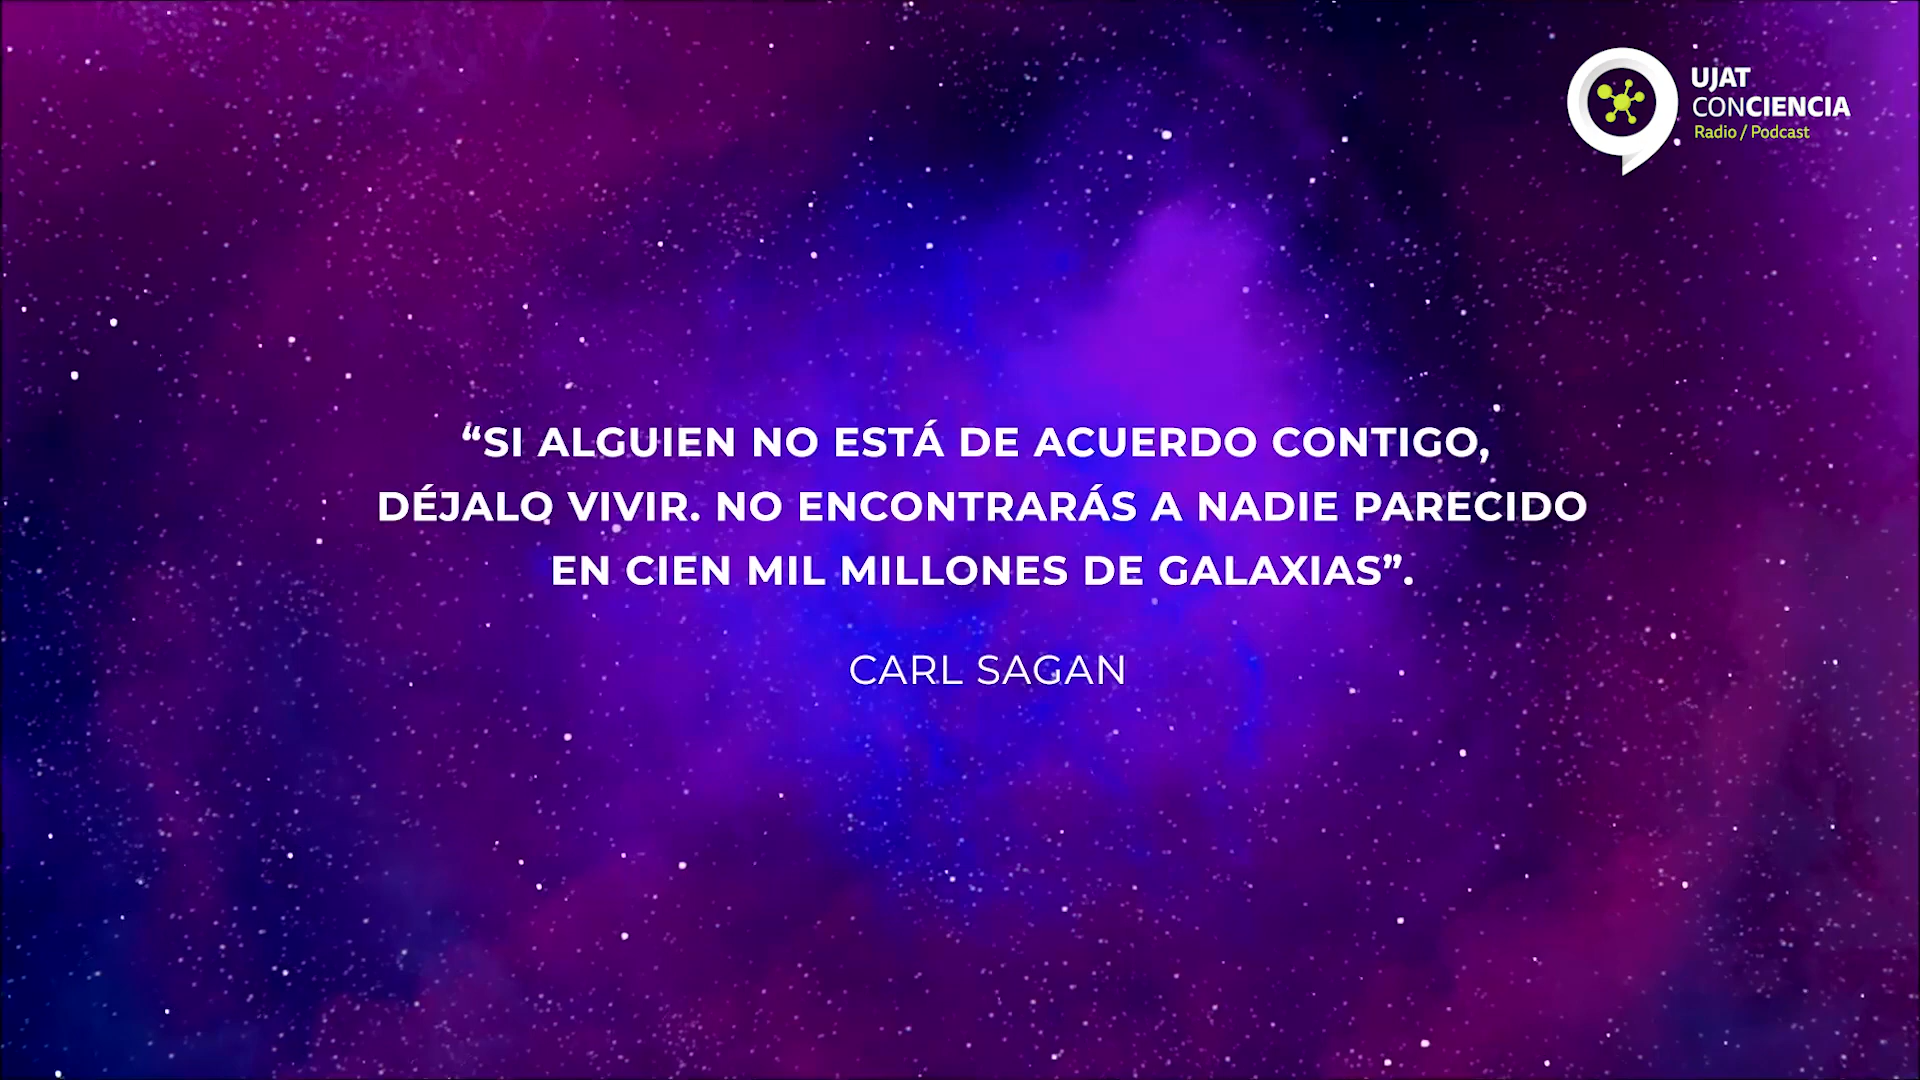 UJAT
CONCIENCIA
Radio / Podcast
“SI ALGUIEN NO ESTÁ DE ACUERDO CONTIGO,
DÉJALO VIVIR. NO ENCONTRARÁS A NADIE PARECIDO
EN CIEN MIL MILLONES DE GALAXIAS”.
CARL SAGAN